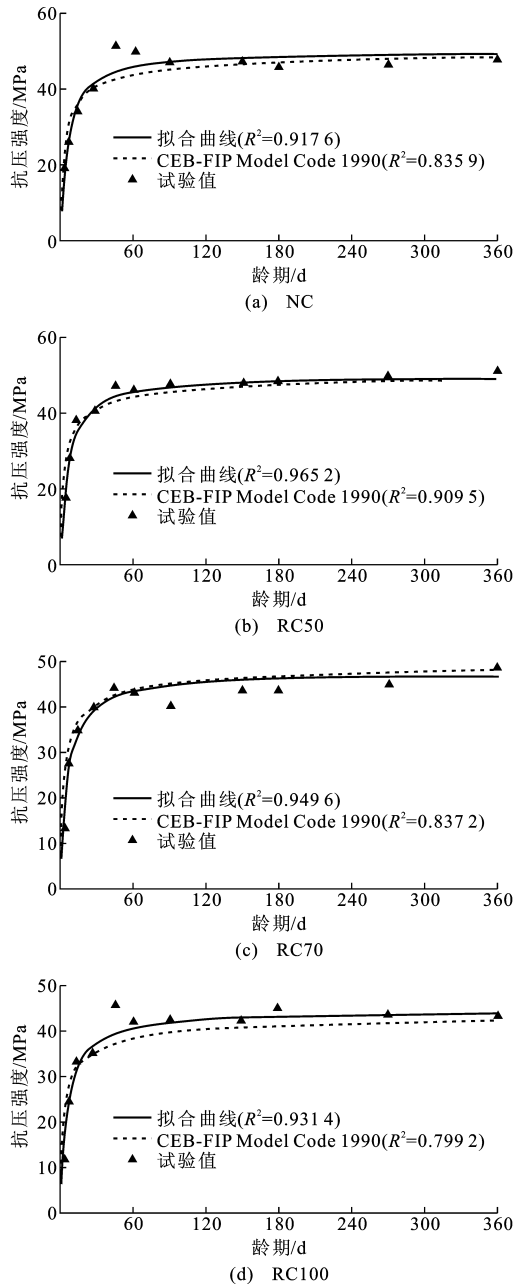 60
40
20
0
抗压强度/MPa
拟合曲线(R²=0.917 6)
CEB-FIP Model Code 1990(R²=0.835 9)
试验值
60 120 180 240 300 360
龄期/d
(a) NC
60
40
20
0
抗压强度/MPa
拟合曲线(R²=0.965 2)
CEB-FIP Model Code 1990(R²=0.909 5)
试验值
60 120 180 240 300 360
龄期/d
(b) RC50
50
40
30
20
10
0
抗压强度/MPa
拟合曲线(R²=0.949 6)
CEB-FIP Model Code 1990(R²=0.837 2)
试验值
60 120 180 240 300 360
龄期/d
(c) RC70
50
40
30
20
10
0
抗压强度/MPa
拟合曲线(R²=0.931 4)
CEB-FIP Model Code 1990(R²=0.799 2)
试验值
60 120 180 240 300 360
龄期/d
(d) RC100